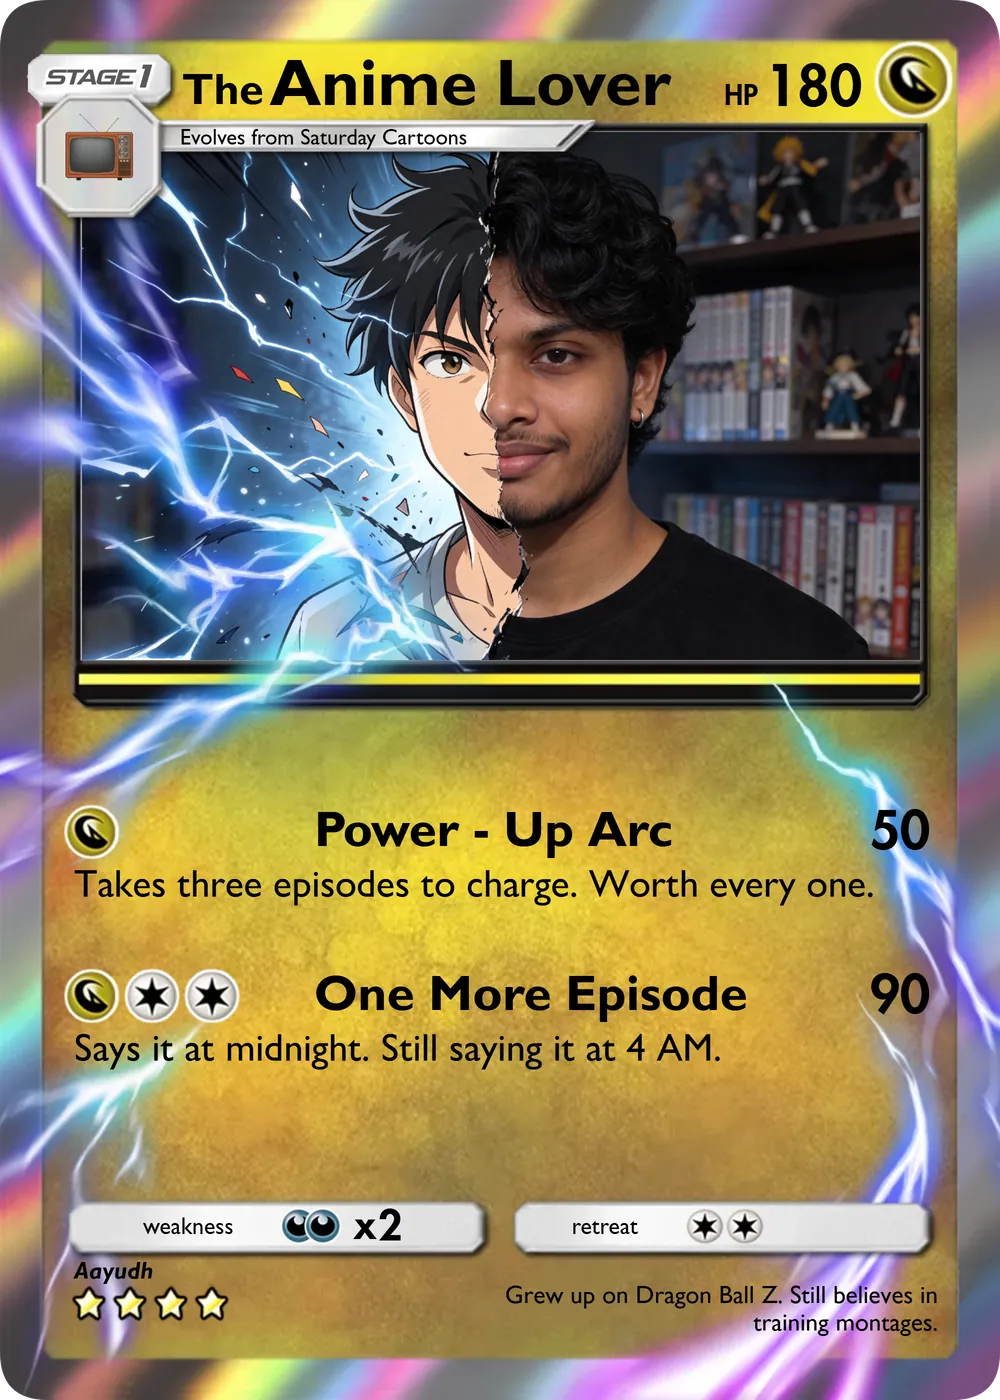 STAGE 1
The Anime Lover HP 180
Evolves from Saturday Cartoons
Power - Up Arc 50
Takes three episodes to charge. Worth every one.
One More Episode 90
Says it at midnight. Still saying it at 4 AM.
weakness x2
retreat
Aayudh
Grew up on Dragon Ball Z. Still believes in
training montages.